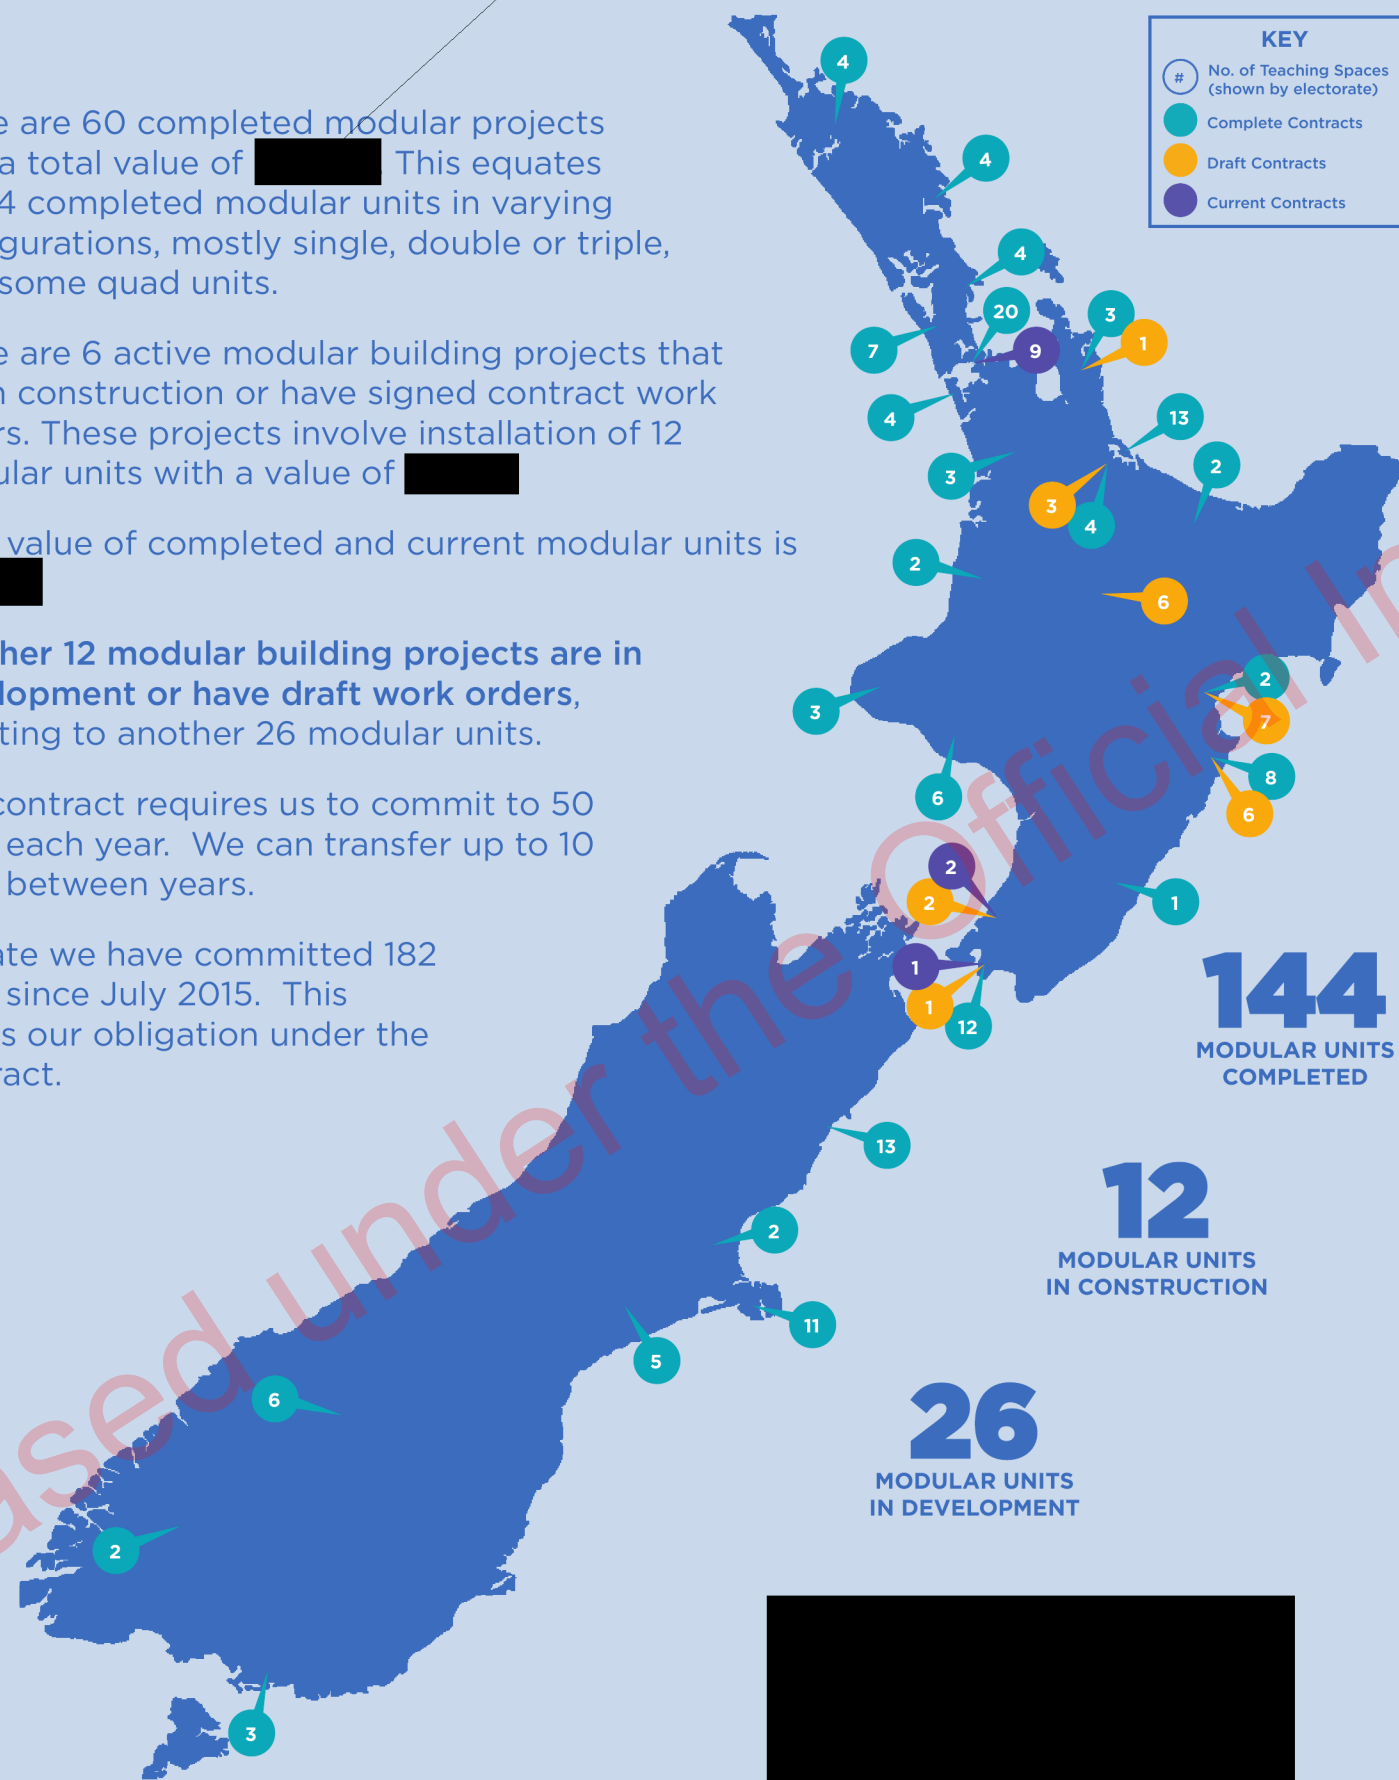 e are 60 completed modular projects
a total value of
This equates
4 completed modular units in varying
gurations, mostly single, double or triple,
some quad units.
e are 6 active modular building projects that
construction or have signed contract work
rs. These projects involve installation of 12
ular units with a value of
value of completed and current modular units is
her 12 modular building projects are in
lopment or have draft work orders,
ting to another 26 modular units.
contract requires us to commit to 50
each year. We can transfer up to 10
between years.
ate we have committed 182
since July 2015. This
s our obligation under the
ract.
KEY
#
No. of Teaching Spaces
(shown by electorate)
Complete Contracts
Draft Contracts
Current Contracts
4
4
4
20
3
1
7
9
4
13
3
2
3
4
2
6
2
3
7
8
6
6
2
2
1
1
1
12
13
2
11
5
6
2
3
144
MODULAR UNITS
COMPLETED
12
MODULAR UNITS
IN CONSTRUCTION
26
MODULAR UNITS
IN DEVELOPMENT
ased under the Official In